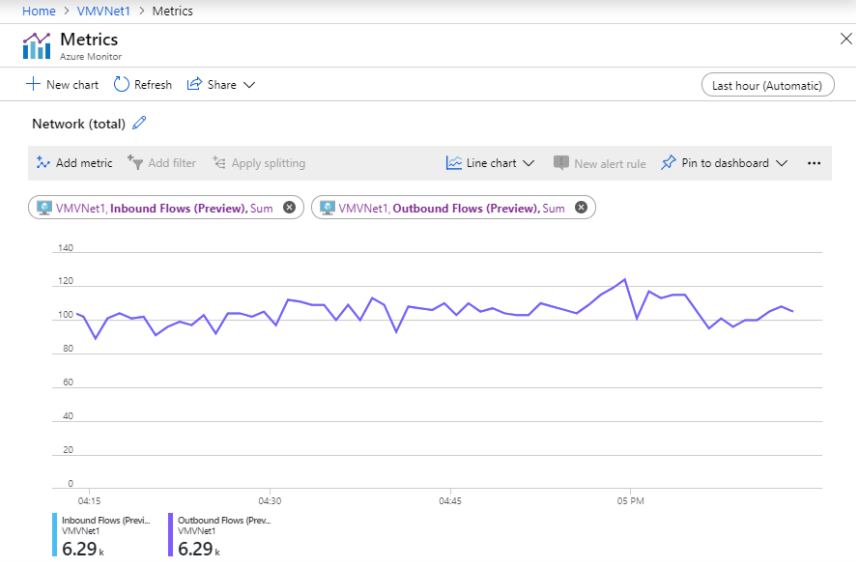 Home > VMVNet1 > Metrics
Metrics
Azure Monitor
New chart Refresh Share Last hour (Automatic)
Network (total)
Add metric Add filter Apply splitting Line chart New alert rule Pin to dashboard ...
VMVNet1, Inbound Flows (Preview), Sum VMVNet1, Outbound Flows (Preview), Sum
140
120
100
80
60
40
20
0
04:15 04:30 04:45 05 PM
Inbound Flows (Previ... Outbound Flows (Prev...
VMVNet1 VMVNet1
6.29 k 6.29 k